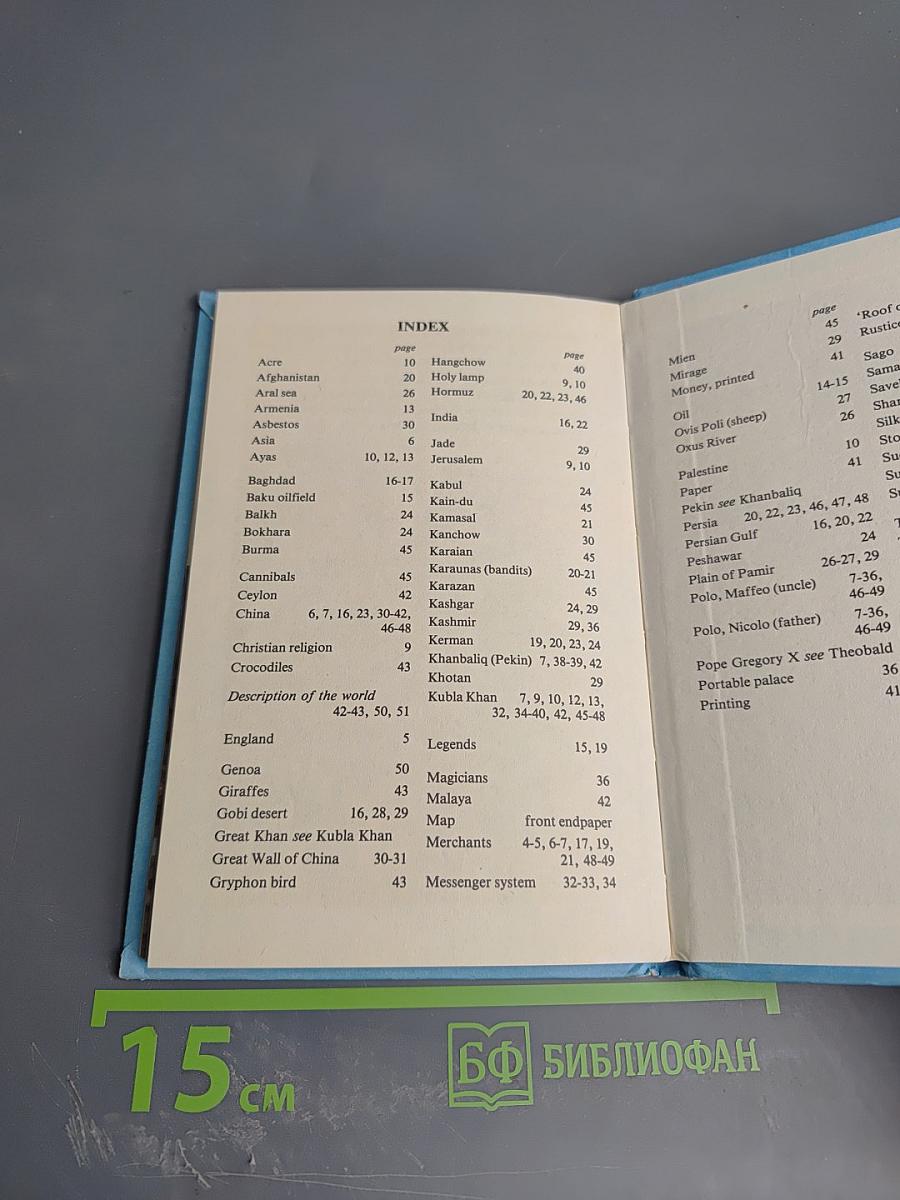 INDEX
page
Acre 10
Afghanistan 20
Aral sea 26
Armenia 13
Asbestos 30
Asia 6
Ayas 10, 12, 13
Baghdad 16-17
Baku oilfield 15
Balkh 24
Bokhara 24
Burma 45
Cannibals 45
Ceylon 42
China 6, 7, 16, 23, 30-42,
46-48
Christian religion 9
Crocodiles 43
Description of the world
42-43, 50, 51
England 5
Genoa 50
Giraffes 43
Gobi desert 16, 28, 29
Great Khan see Kubla Khan
Great Wall of China 30-31
Gryphon bird 43
page
Hangchow 40
Holy lamp 9, 10
Hormuz 20, 22, 23, 46
India 16, 22
Jade 29
Jerusalem 9, 10
Kabul 24
Kain-du 45
Kamasal 21
Kanchow 30
Karaian 45
Karaunas (bandits) 20-21
Karazan 45
Kashgar 24, 29
Kashmir 29, 36
Kerman 19, 20, 23, 24
Khanbaliq (Pekin) 7, 38-39, 42
Khotan 29
Kubla Khan 7, 9, 10, 12, 13,
32, 34-40, 42, 45-48
Legends 15, 19
Magicians 36
Malaya 42
Map front endpaper
Merchants 4-5, 6-7, 17, 19,
21, 48-49
Messenger system 32-33, 34
page
Mien 45
Mirage 29
Money, printed 41
Oil 14-15
Ovis Poli (sheep) 27
Oxus River 26
Palestine 10
Paper 41
Pekin see Khanbaliq
Persia 20, 22, 23, 46, 47, 48
Persian Gulf 16, 20, 22
Peshawar 24
Plain of Pamir 26-27, 29
Polo, Maffeo (uncle) 7-36,
46-49
Polo, Nicolo (father) 7-36,
46-49
Pope Gregory X see Theobald
Portable palace 36
Printing 41
'Roof
Sago
15 см
БФ БИБЛИОФАН